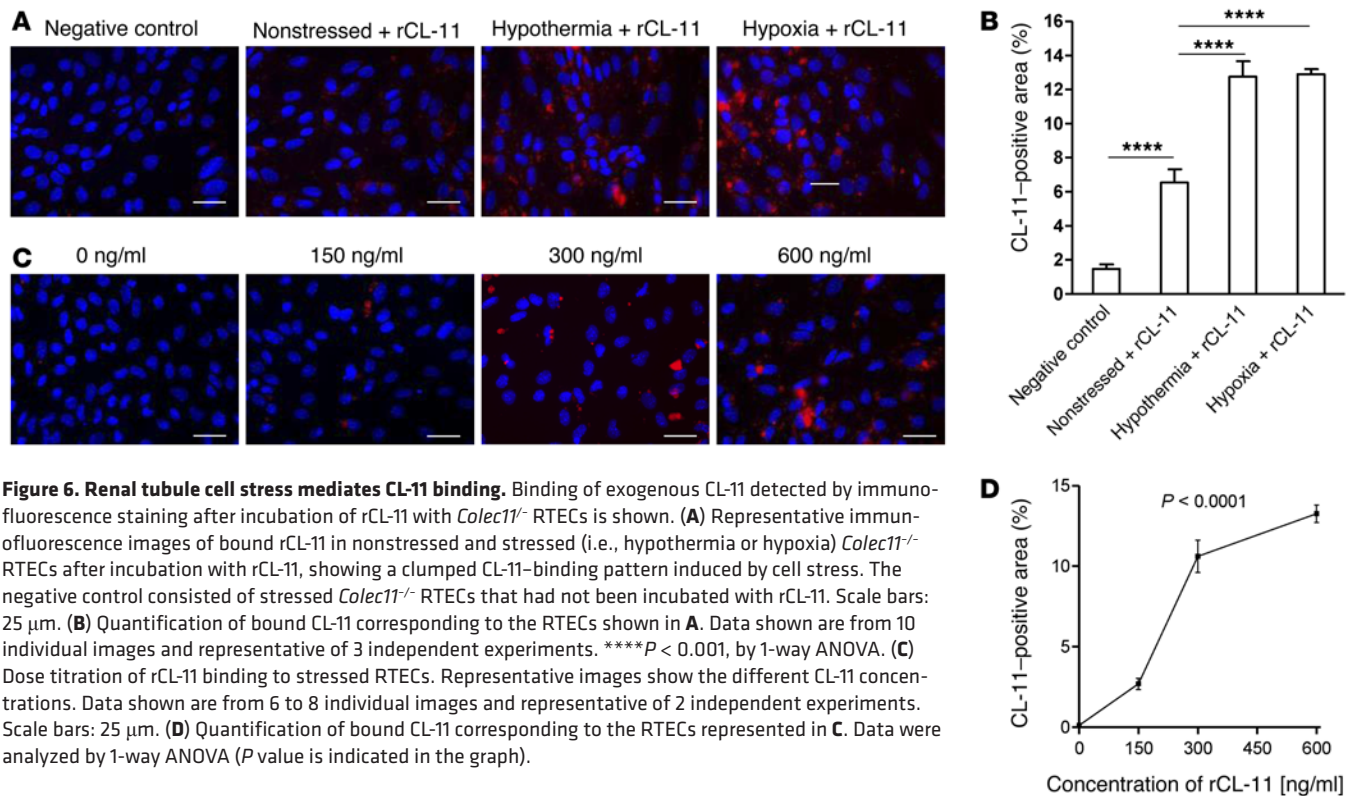 A
Negative control
Nonstressed + rCL-11
Hypothermia + rCL-11
Hypoxia + rCL-11
C
0 ng/ml
150 ng/ml
300 ng/ml
600 ng/ml
B
CL-11–positive area (%)
16
14
12
10
8
6
4
2
0
****
****
****
Negative control
Nonstressed + rCL-11
Hypothermia + rCL-11
Hypoxia + rCL-11
Figure 6. Renal tubule cell stress mediates CL-11 binding. Binding of exogenous CL-11 detected by immuno-
fluorescence staining after incubation of rCL-11 with Colec11/- RTECs is shown. (A) Representative immun-
ofluorescence images of bound rCL-11 in nonstressed and stressed (i.e., hypothermia or hypoxia) Colec11-/-
RTECs after incubation with rCL-11, showing a clumped CL-11–binding pattern induced by cell stress. The
negative control consisted of stressed Colec11-/- RTECs that had not been incubated with rCL-11. Scale bars:
25 μm. (B) Quantification of bound CL-11 corresponding to the RTECs shown in A. Data shown are from 10
individual images and representative of 3 independent experiments. ****P < 0.001, by 1-way ANOVA. (C)
Dose titration of rCL-11 binding to stressed RTECs. Representative images show the different CL-11 concen-
trations. Data shown are from 6 to 8 individual images and representative of 2 independent experiments.
Scale bars: 25 μm. (D) Quantification of bound CL-11 corresponding to the RTECs represented in C. Data were
analyzed by 1-way ANOVA (P value is indicated in the graph).
D
CL-11–positive area (%)
15
10
5
0
P < 0.0001
0
150
300
450
600
Concentration of rCL-11 [ng/ml]